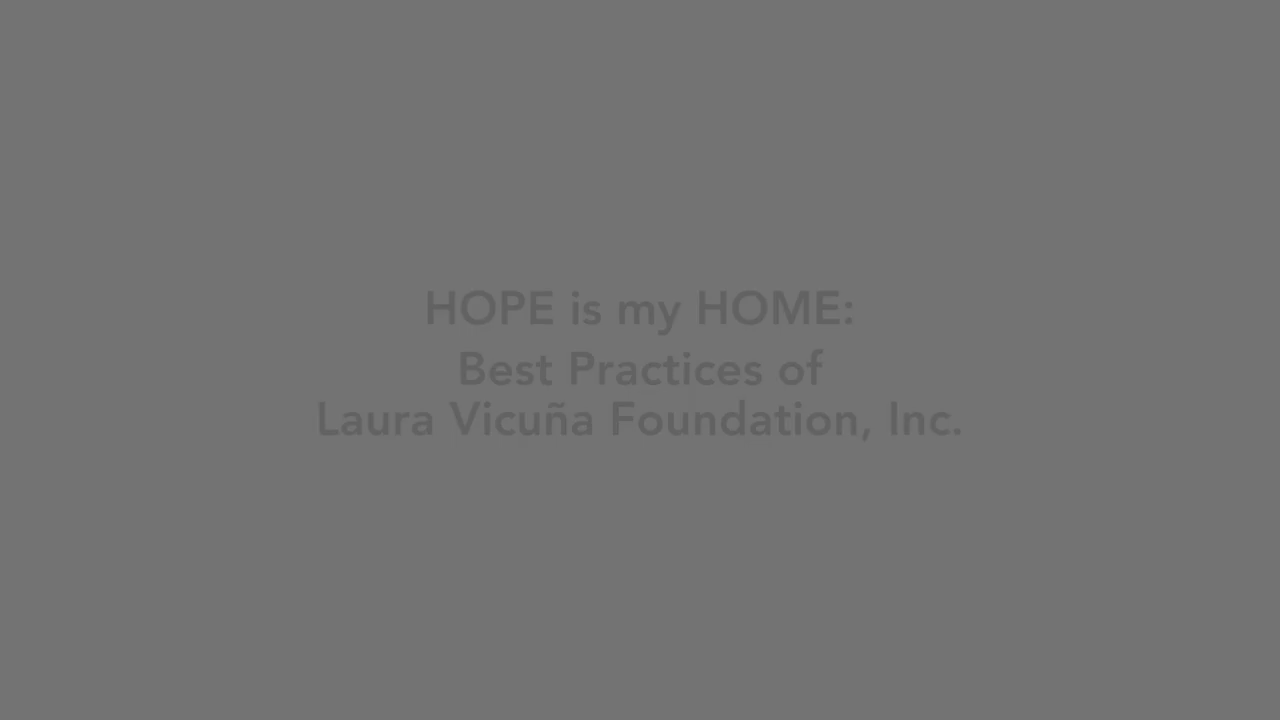 HOPE is my HOME:
Best Practices of
Laura Vicuña Foundation, Inc.